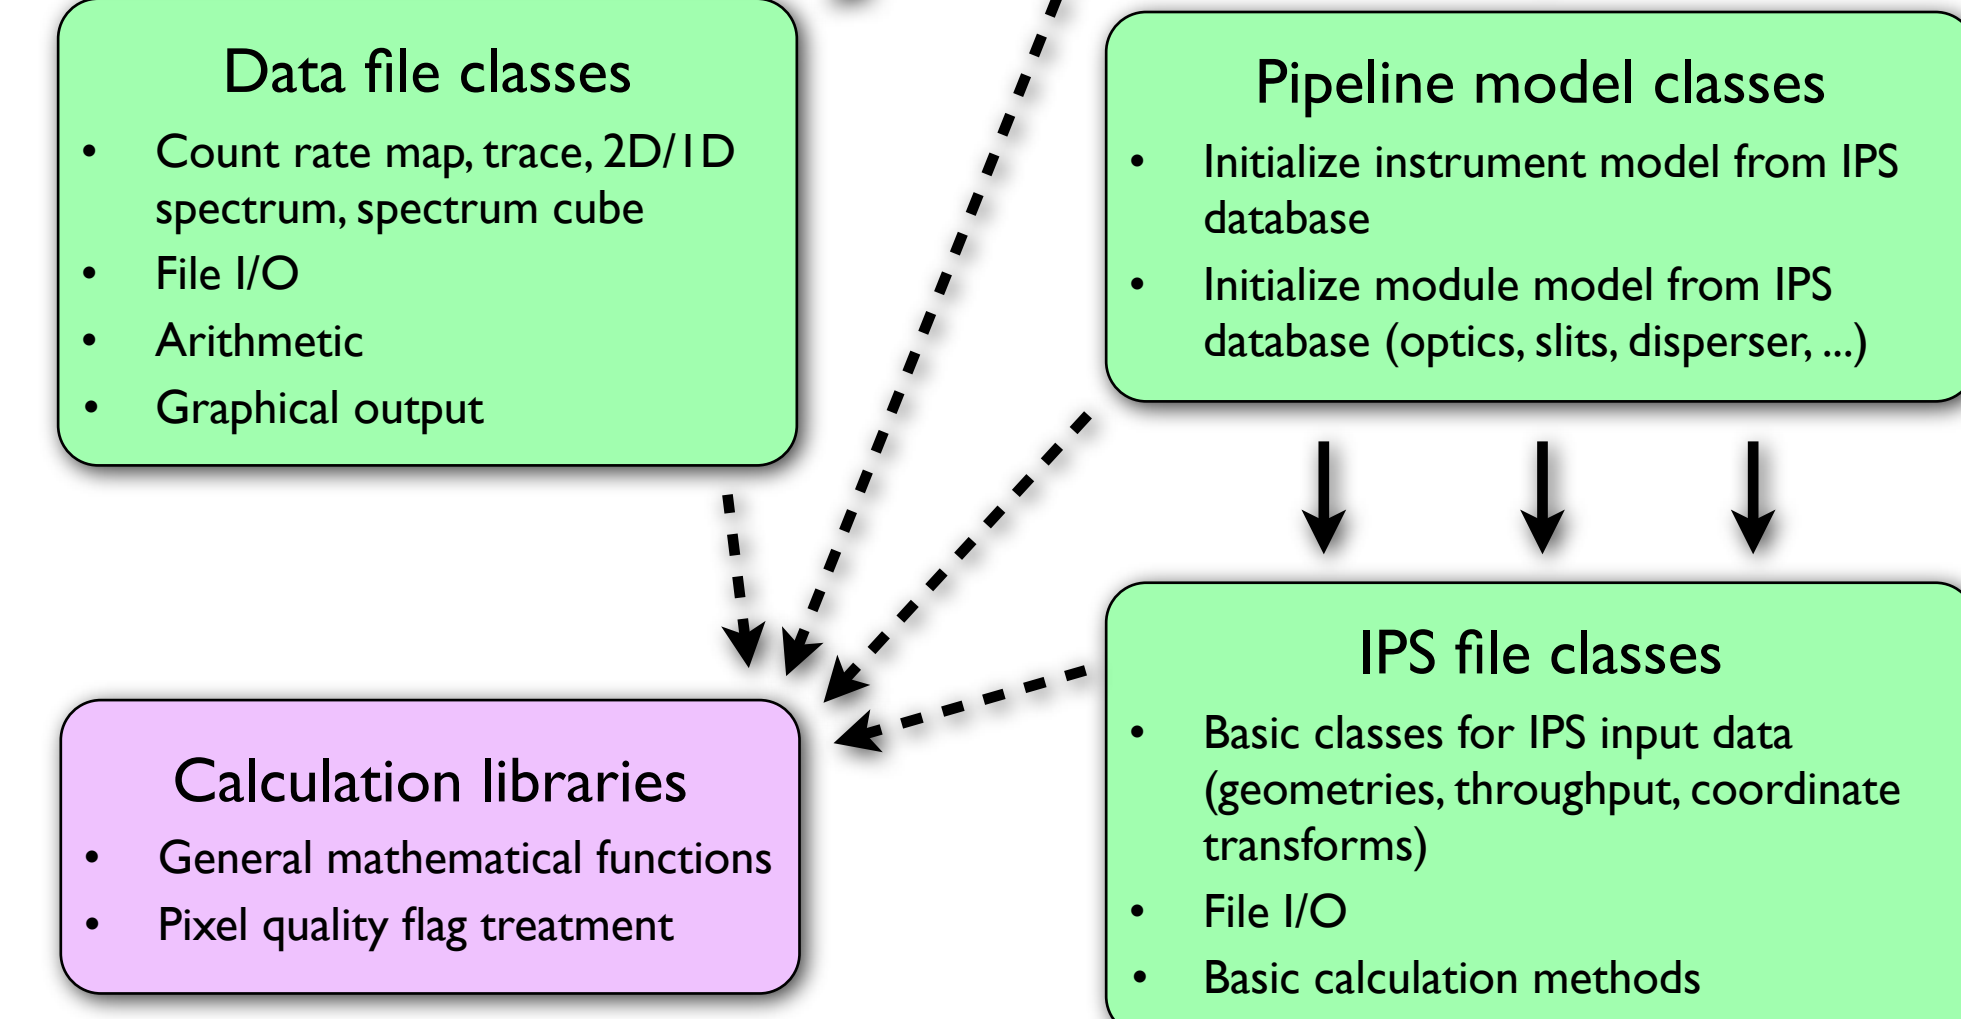 Data file classes
• Count rate map, trace, 2D/1D
spectrum, spectrum cube
• File I/O
• Arithmetic
• Graphical output
Pipeline model classes
• Initialize instrument model from IPS
database
• Initialize module model from IPS
database (optics, slits, disperser, ...)
Calculation libraries
• General mathematical functions
• Pixel quality flag treatment
IPS file classes
• Basic classes for IPS input data
(geometries, throughput, coordinate
transforms)
• File I/O
• Basic calculation methods